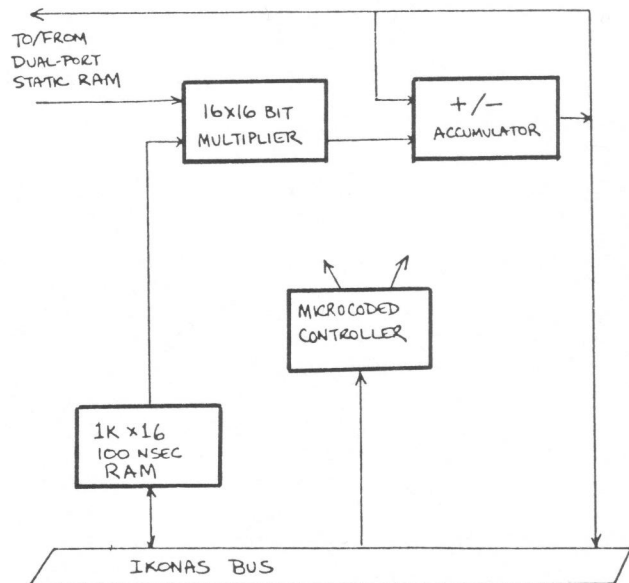 TO/FROM
DUAL-PORT
STATIC RAM
16x16 BIT
MULTIPLIER
+/-
ACCUMULATOR
MICROCODED
CONTROLLER
1K x16
100 NSEC
RAM
IKONAS BUS